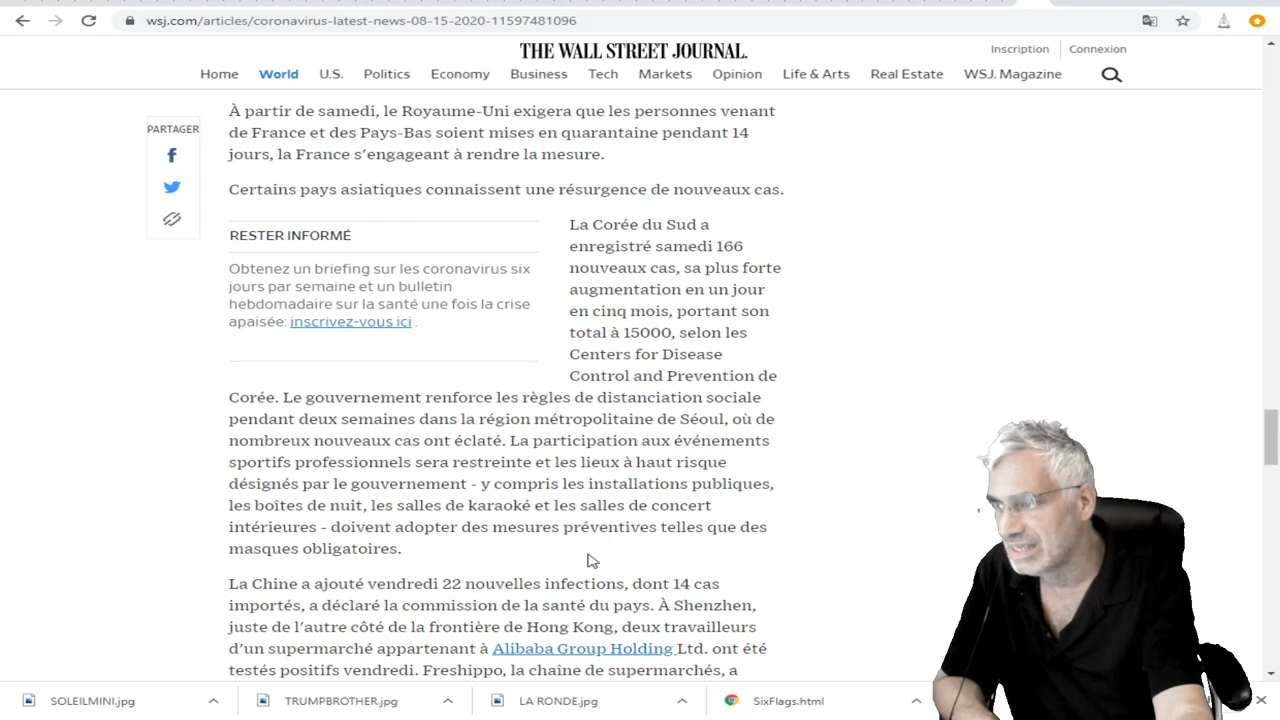 wsj.com/articles/coronavirus-latest-news-08-15-2020-11597481096
THE WALL STREET JOURNAL.
Inscription
Connexion
Home World U.S. Politics Economy Business Tech Markets Opinion Life & Arts Real Estate WSJ. Magazine
PARTAGER
À partir de samedi, le Royaume-Uni exigera que les personnes venant
de France et des Pays-Bas soient mises en quarantaine pendant 14
jours, la France s'engageant à rendre la mesure.
Certains pays asiatiques connaissent une résurgence de nouveaux cas.
RESTER INFORMÉ
Obtenez un briefing sur les coronavirus six
jours par semaine et un bulletin
hebdomadaire sur la santé une fois la crise
apaisée: inscrivez-vous ici .
La Corée du Sud a
enregistré samedi 166
nouveaux cas, sa plus forte
augmentation en un jour
en cinq mois, portant son
total à 15000, selon les
Centers for Disease
Control and Prevention de
Corée. Le gouvernement renforce les règles de distanciation sociale
pendant deux semaines dans la région métropolitaine de Séoul, où de
nombreux nouveaux cas ont éclaté. La participation aux événements
sportifs professionnels sera restreinte et les lieux à haut risque
désignés par le gouvernement - y compris les installations publiques,
les boîtes de nuit, les salles de karaoké et les salles de concert
intérieures - doivent adopter des mesures préventives telles que des
masques obligatoires.
La Chine a ajouté vendredi 22 nouvelles infections, dont 14 cas
importés, a déclaré la commission de la santé du pays. À Shenzhen,
juste de l'autre côté de la frontière de Hong Kong, deux travailleurs
d'un supermarché appartenant à Alibaba Group Holding Ltd. ont été
testés positifs vendredi. Freshippo, la chaîne de supermarchés, a
SOLEILMINI.jpg
TRUMPBROTHER.jpg
LA RONDE.jpg
SixFlags.html